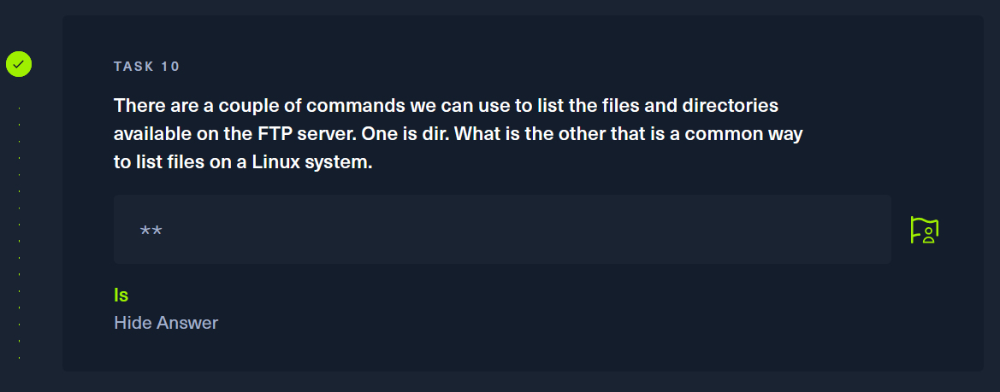 TASK 10
There are a couple of commands we can use to list the files and directories
available on the FTP server. One is dir. What is the other that is a common way
to list files on a Linux system.
**
ls
Hide Answer